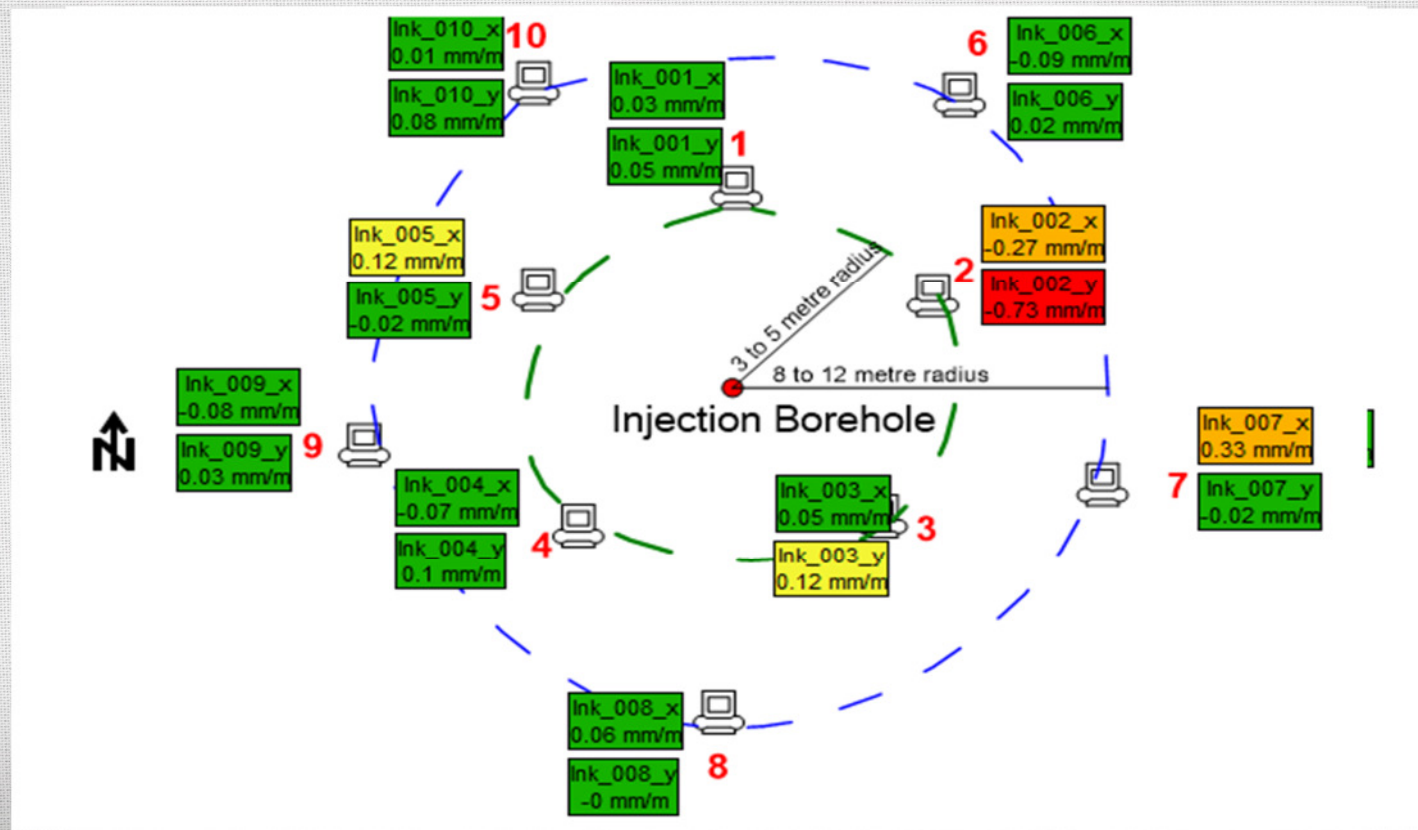 Ink_010_x
0.01 mm/m
10
Ink_010_y
0.08 mm/m
Ink_001_x
0.03 mm/m
Ink_001_y
0.05 mm/m
1
6
Ink_006_x
-0.09 mm/m
Ink_006_y
0.02 mm/m
Ink_005_x
0.12 mm/m
Ink_005_y
-0.02 mm/m
5
2
Ink_002_x
-0.27 mm/m
Ink_002_y
-0.73 mm/m
3 to 5 metre radius
8 to 12 metre radius
Injection Borehole
N
Ink_009_x
-0.08 mm/m
Ink_009_y
0.03 mm/m
9
Ink_004_x
-0.07 mm/m
Ink_004_y
0.1 mm/m
4
Ink_003_x
0.05 mm/m
Ink_003_y
0.12 mm/m
3
7
Ink_007_x
0.33 mm/m
Ink_007_y
-0.02 mm/m
Ink_008_x
0.06 mm/m
Ink_008_y
-0 mm/m
8